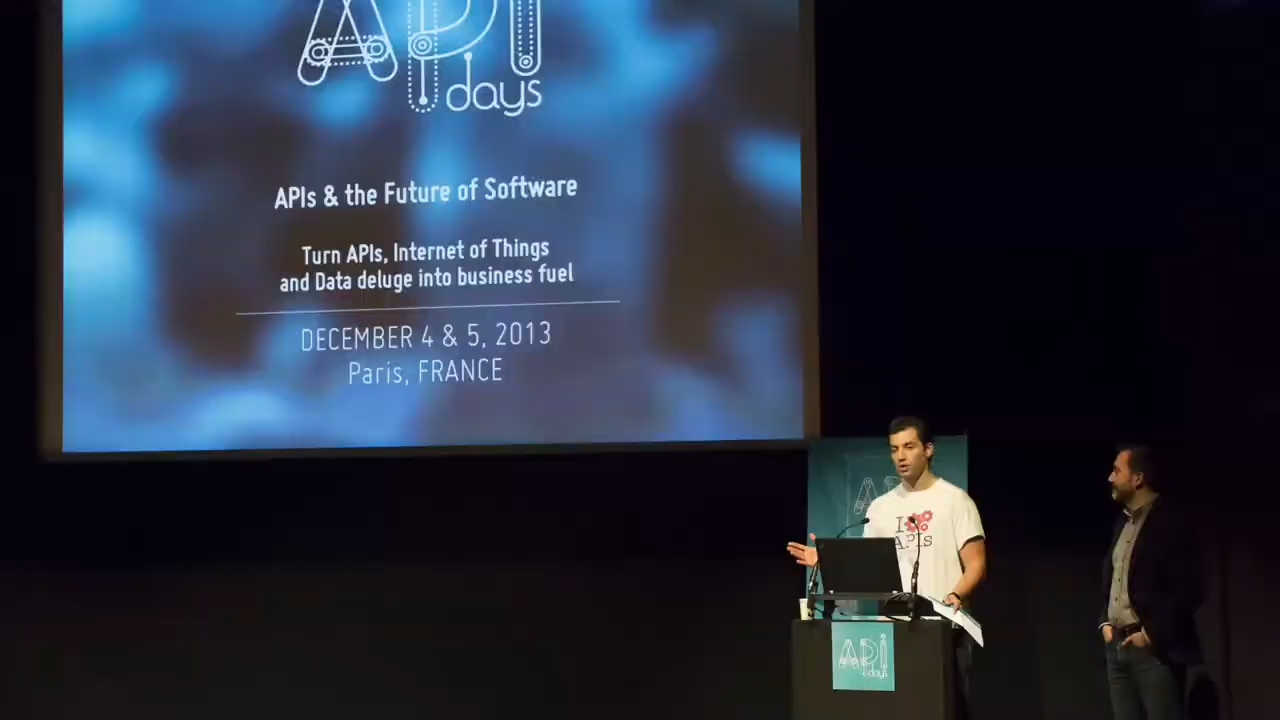 API
days
APIs & the Future of Software
Turn APIs, Internet of Things
and Data deluge into business fuel
DECEMBER 4 & 5, 2013
Paris, FRANCE
I
APIs
API
days